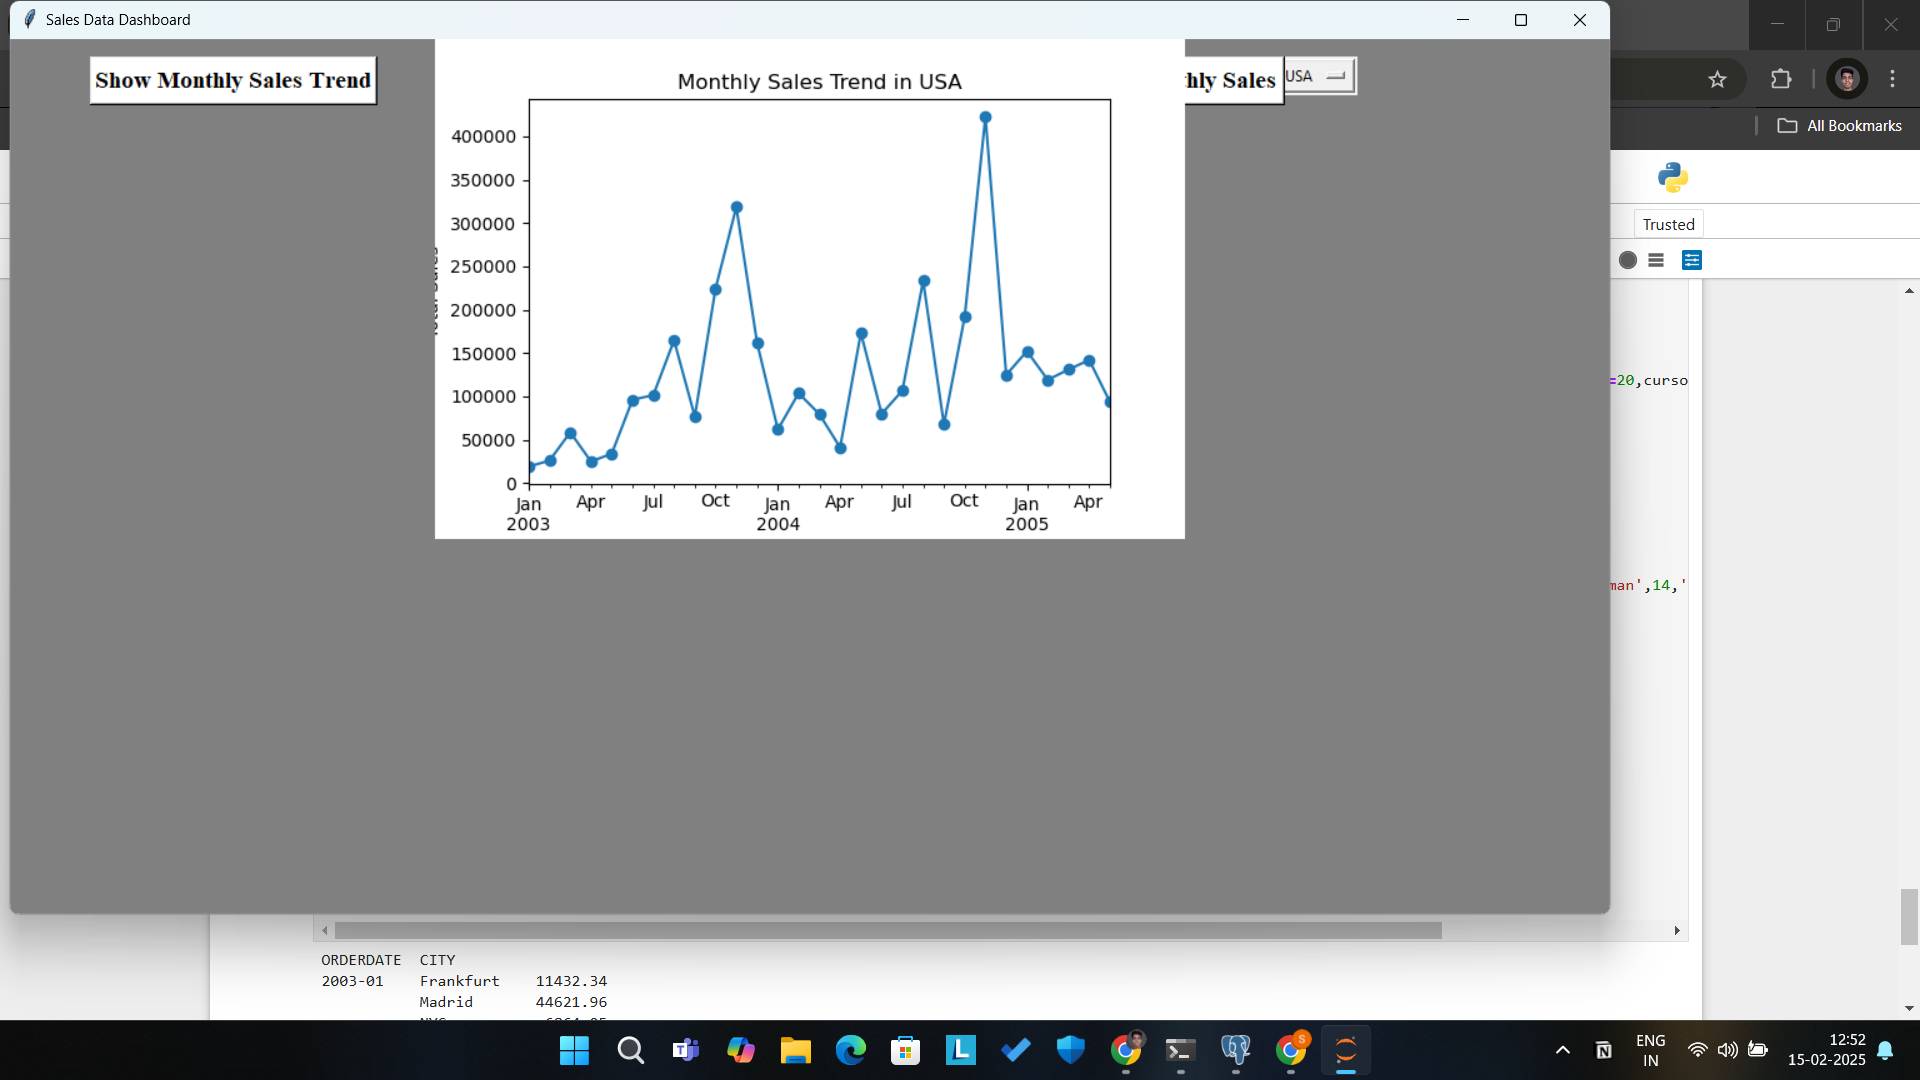 Sales Data Dashboard
Show Monthly Sales Trend
Monthly Sales Trend in USA
hly Sales
USA
400000
350000
300000
250000
200000
150000
100000
50000
0
Jan Apr Jul Oct Jan Apr Jul Oct Jan Apr
2003 2004 2005
All Bookmarks
Trusted
=20,curso
man',14,'
ORDERDATE CITY
2003-01 Frankfurt 11432.34
Madrid 44621.96
ENG
IN
12:52
15-02-2025